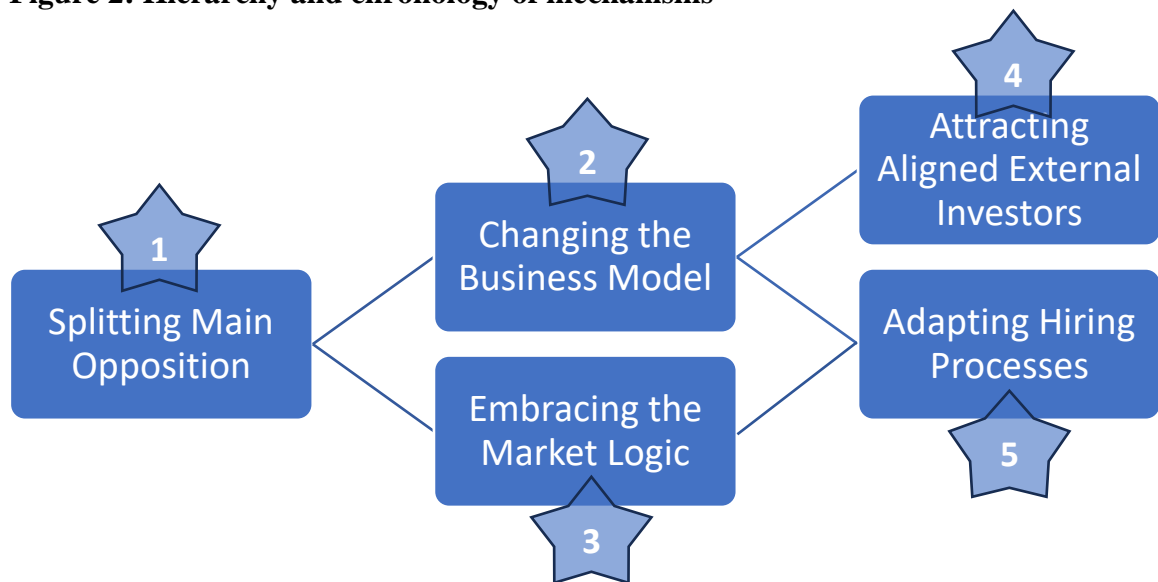 Figure 2: Hierarchy and chronology of mechanisms
1
Splitting Main
Opposition
2
Changing the
Business Model
3
Embracing the
Market Logic
4
Attracting
Aligned External
Investors
Adapting Hiring
Processes
5